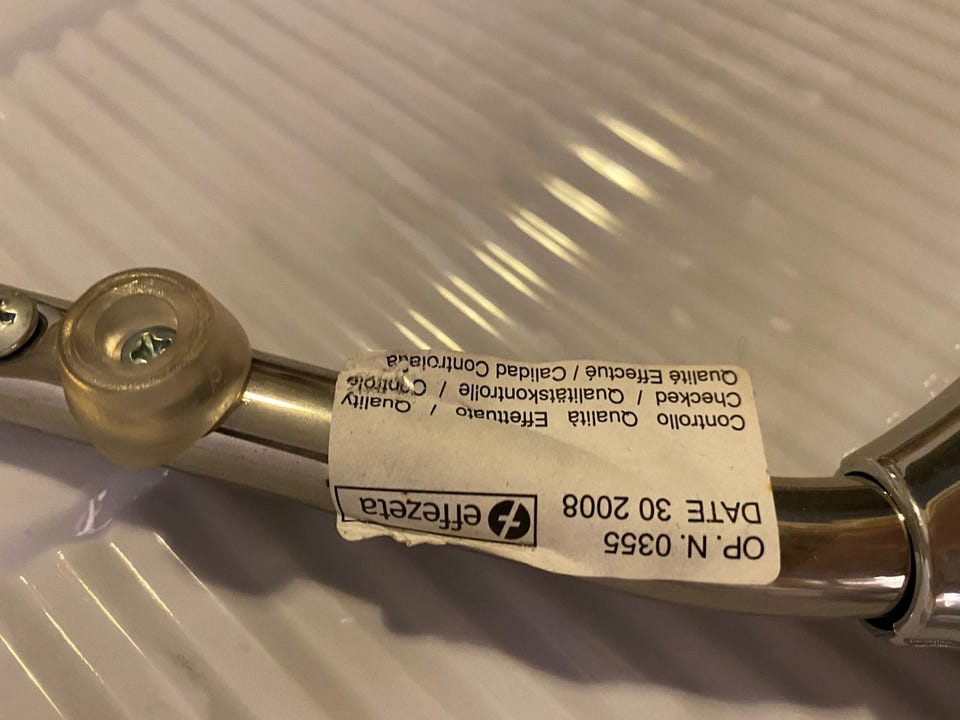 OP. N. 0355
DATE 30 2008
effezeta
Controllo Qualità Effettuato / Quality
Checked / Qualitätskontrolle / Contrôle
Qualité Effectué / Calidad Controlada